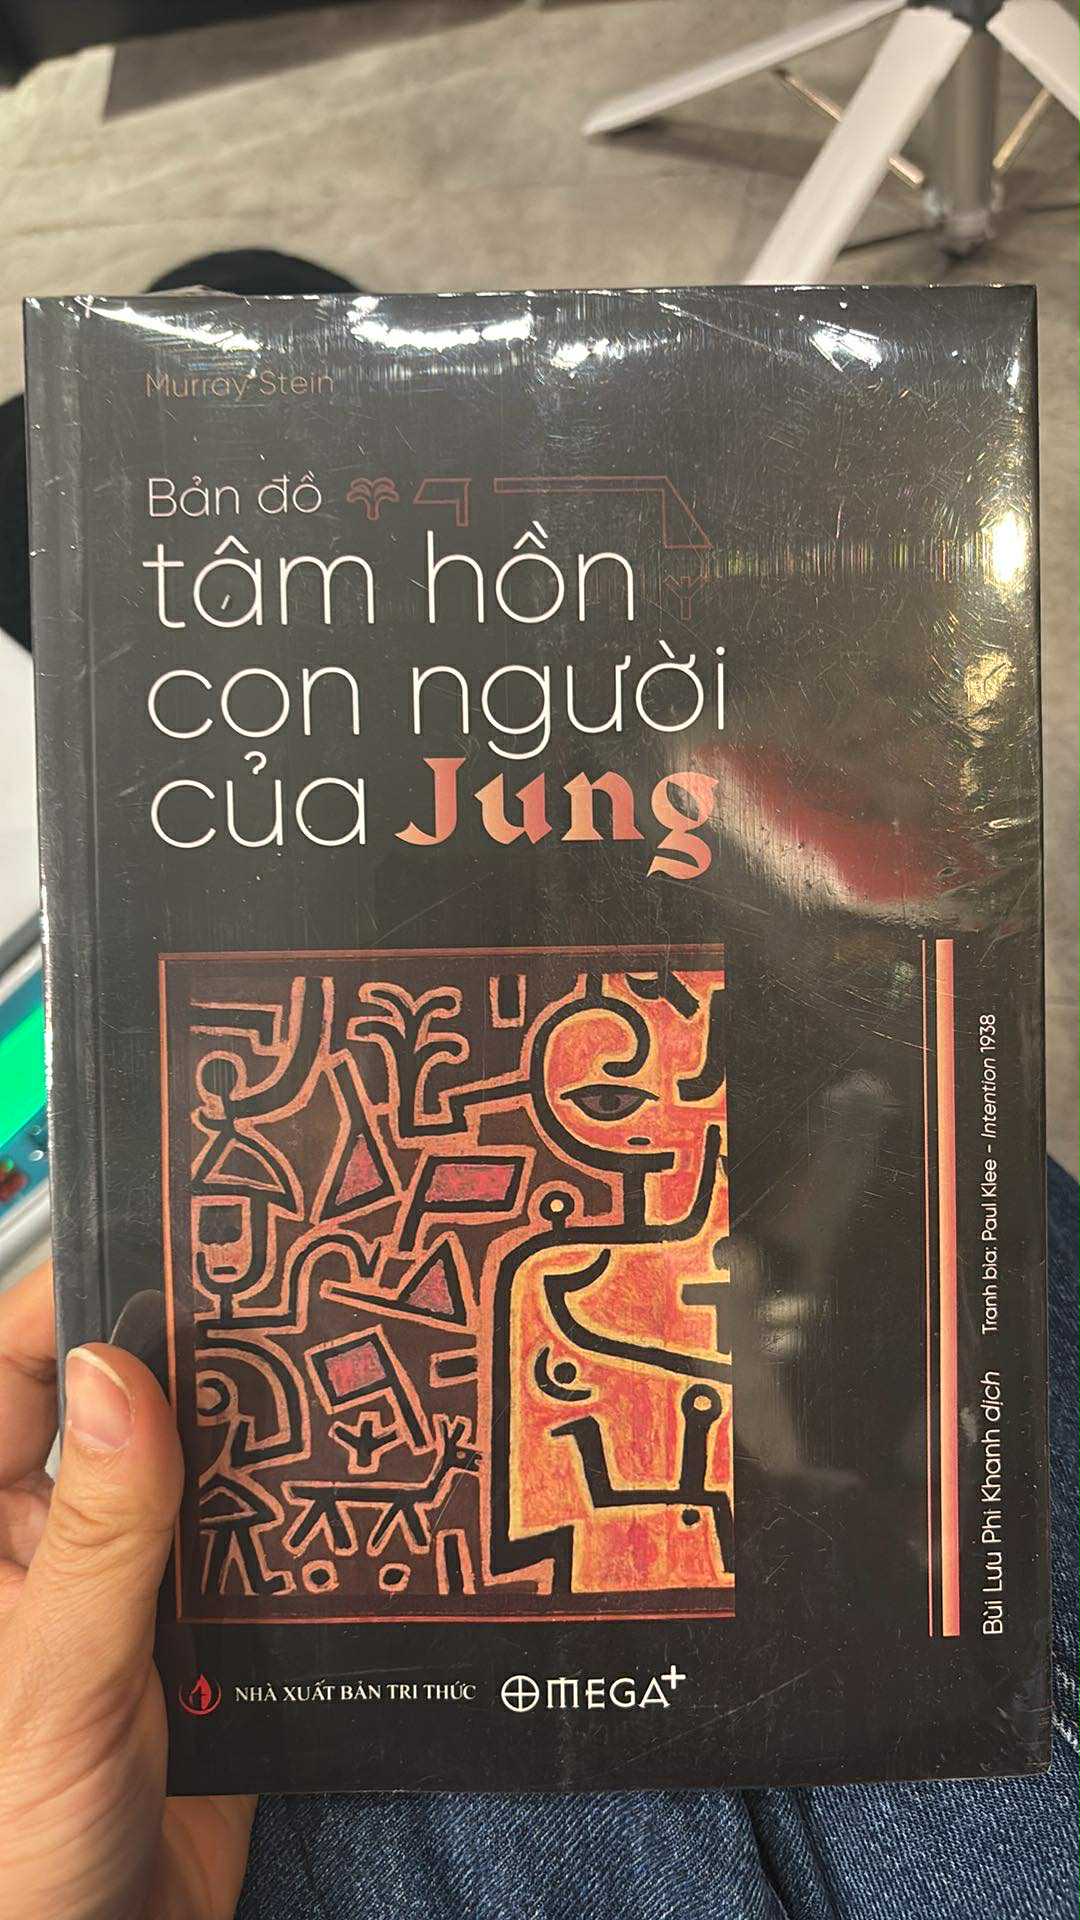 Murray Stein
Bản đồ
tâm hồn
con người
của Jung
Bùi Lưu Phi Khanh dịch Tranh bìa: Paul Klee - Intention 1938
NHÀ XUẤT BẢN TRI THỨC
OMEGA+